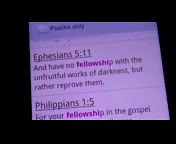 Psalms only
Ephesians 5:11
And have no fellowship with the
unfruitful works of darkness, but
rather reprove them.
Philippians 1:5
For your fellowship in the gospel